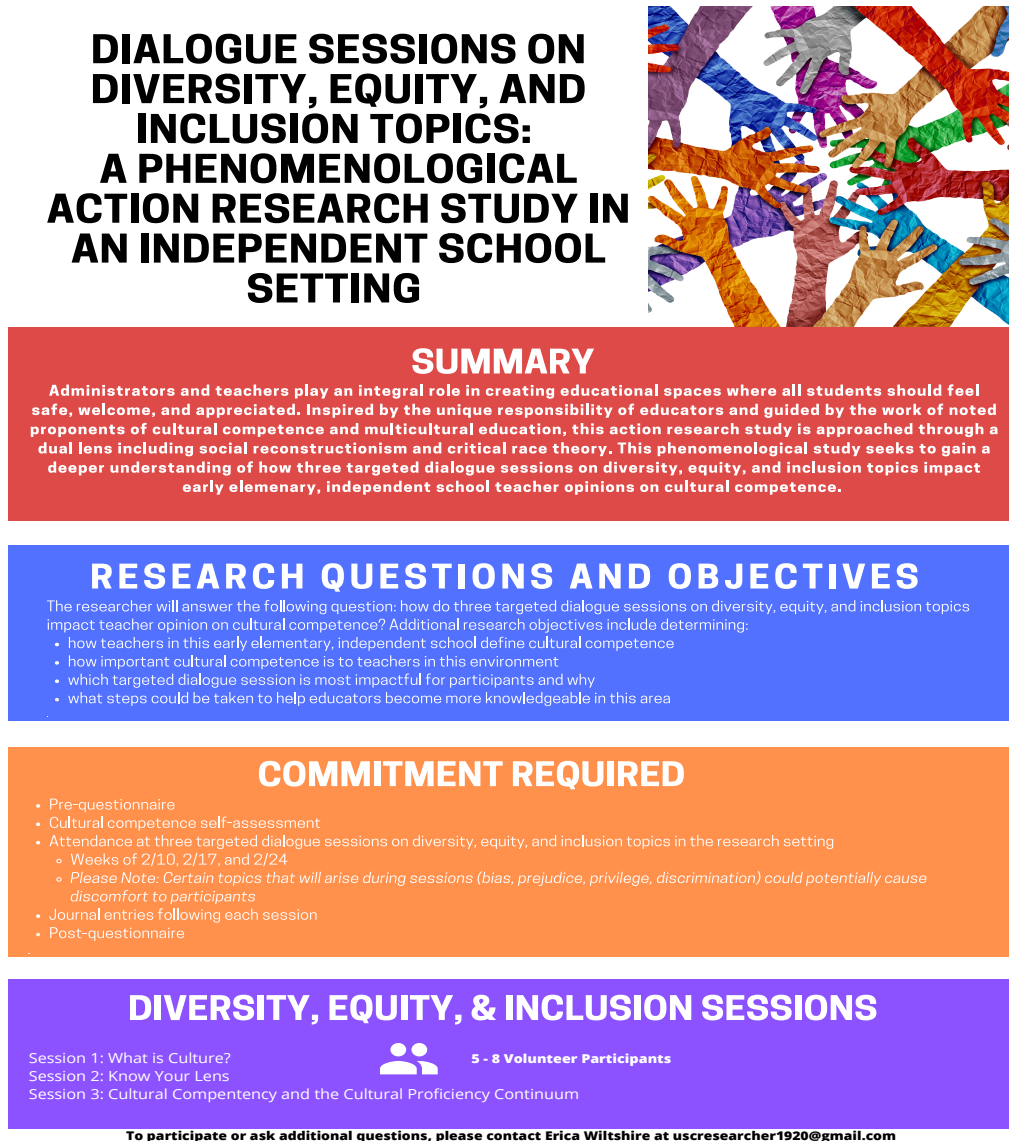 DIALOGUE SESSIONS ON
DIVERSITY, EQUITY, AND
INCLUSION TOPICS:
A PHENOMENOLOGICAL
ACTION RESEARCH STUDY IN
AN INDEPENDENT SCHOOL
SETTING
SUMMARY
Administrators and teachers play an integral role in creating educational spaces where all students should feel
safe, welcome, and appreciated. Inspired by the unique responsibility of educators and guided by the work of noted
proponents of cultural competence and multicultural education, this action research study is approached through a
dual lens including social reconstructionism and critical race theory. This phenomenological study seeks to gain a
deeper understanding of how three targeted dialogue sessions on diversity, equity, and inclusion topics impact
early elemenary, independent school teacher opinions on cultural competence.
RESEARCH QUESTIONS AND OBJECTIVES
The researcher will answer the following question: how do three targeted dialogue sessions on diversity, equity, and inclusion topics
impact teacher opinion on cultural competence? Additional research objectives include determining:
• how teachers in this early elementary, independent school define cultural competence
• how important cultural competence is to teachers in this environment
• which targeted dialogue session is most impactful for participants and why
• what steps could be taken to help educators become more knowledgeable in this area
.
COMMITMENT REQUIRED
• Pre-questionnaire
• Cultural competence self-assessment
• Attendance at three targeted dialogue sessions on diversity, equity, and inclusion topics in the research setting
◦ Weeks of 2/10, 2/17, and 2/24
◦ Please Note: Certain topics that will arise during sessions (bias, prejudice, privilege, discrimination) could potentially cause
discomfort to participants
• Journal entries following each session
• Post-questionnaire
.
DIVERSITY, EQUITY, & INCLUSION SESSIONS
Session 1: What is Culture?
Session 2: Know Your Lens
Session 3: Cultural Compentency and the Cultural Proficiency Continuum
5 - 8 Volunteer Participants
To participate or ask additional questions, please contact Erica Wiltshire at uscresearcher1920@gmail.com